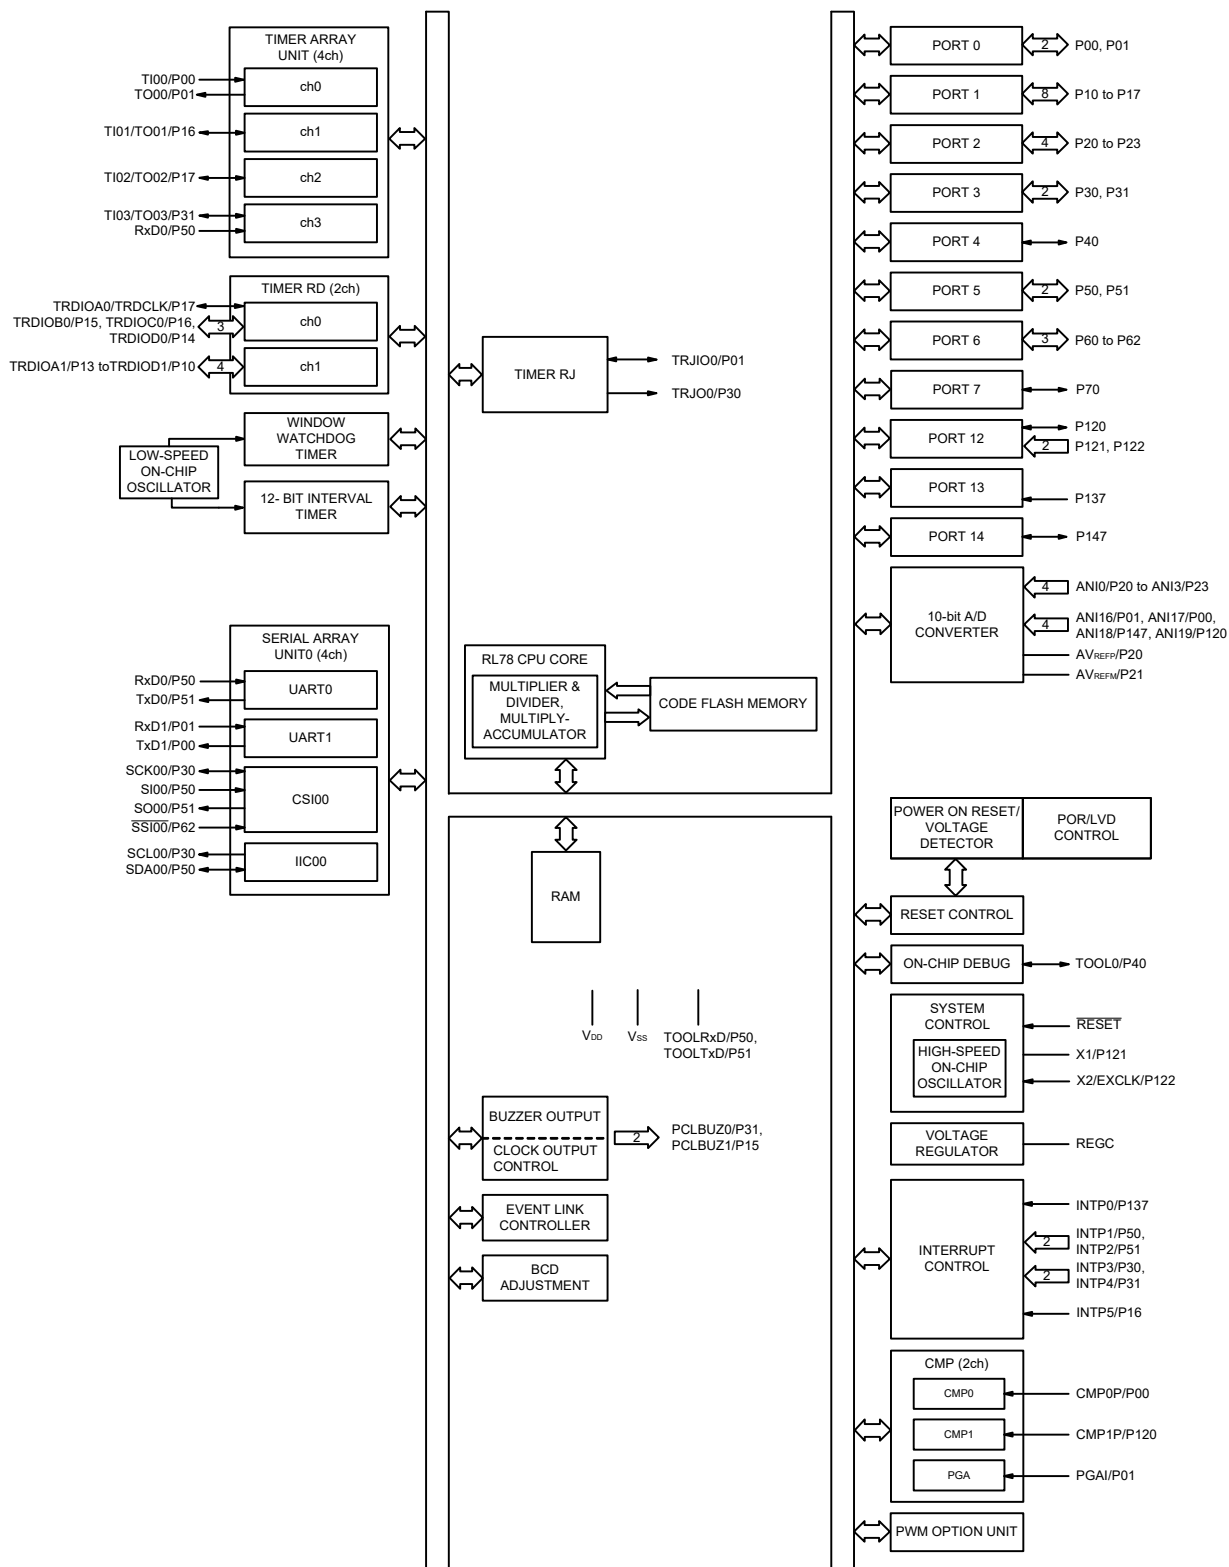 TIMER ARRAY
UNIT (4ch)
TI00/P00
TO00/P01
ch0
TI01/TO01/P16
ch1
TI02/TO02/P17
ch2
TI03/TO03/P31
RxD0/P50
ch3
TIMER RD (2ch)
TRDIOA0/TRDCLK/P17
TRDIOB0/P15, TRDIOC0/P16,
TRDIOD0/P14
3
ch0
TRDIOA1/P13 toTRDIOD1/P10
4
ch1
WINDOW
WATCHDOG
TIMER
LOW-SPEED
ON-CHIP
OSCILLATOR
12- BIT INTERVAL
TIMER
SERIAL ARRAY
UNIT0 (4ch)
RxD0/P50
TxD0/P51
UART0
RxD1/P01
TxD1/P00
UART1
SCK00/P30
SI00/P50
SO00/P51
SSI00/P62
CSI00
SCL00/P30
SDA00/P50
IIC00
TIMER RJ
TRJIO0/P01
TRJO0/P30
RL78 CPU CORE
MULTIPLIER &
DIVIDER,
MULTIPLY-
ACCUMULATOR
CODE FLASH MEMORY
RAM
VDD
VSS
TOOLRxD/P50,
TOOLTxD/P51
BUZZER OUTPUT
CLOCK OUTPUT
CONTROL
2
PCLBUZ0/P31,
PCLBUZ1/P15
EVENT LINK
CONTROLLER
BCD
ADJUSTMENT
PORT 0
2
P00, P01
PORT 1
8
P10 to P17
PORT 2
4
P20 to P23
PORT 3
2
P30, P31
PORT 4
P40
PORT 5
2
P50, P51
PORT 6
3
P60 to P62
PORT 7
P70
PORT 12
P120
2
P121, P122
PORT 13
P137
PORT 14
P147
10-bit A/D
CONVERTER
4
ANI0/P20 to ANI3/P23
4
ANI16/P01, ANI17/P00,
ANI18/P147, ANI19/P120
AVREFP/P20
AVREFM/P21
POWER ON RESET/
VOLTAGE
DETECTOR
POR/LVD
CONTROL
RESET CONTROL
ON-CHIP DEBUG
TOOL0/P40
SYSTEM
CONTROL
HIGH-SPEED
ON-CHIP
OSCILLATOR
RESET
X1/P121
X2/EXCLK/P122
VOLTAGE
REGULATOR
REGC
INTERRUPT
CONTROL
INTP0/P137
2
INTP1/P50,
INTP2/P51
2
INTP3/P30,
INTP4/P31
INTP5/P16
CMP (2ch)
CMP0
CMP0P/P00
CMP1
CMP1P/P120
PGA
PGAI/P01
PWM OPTION UNIT